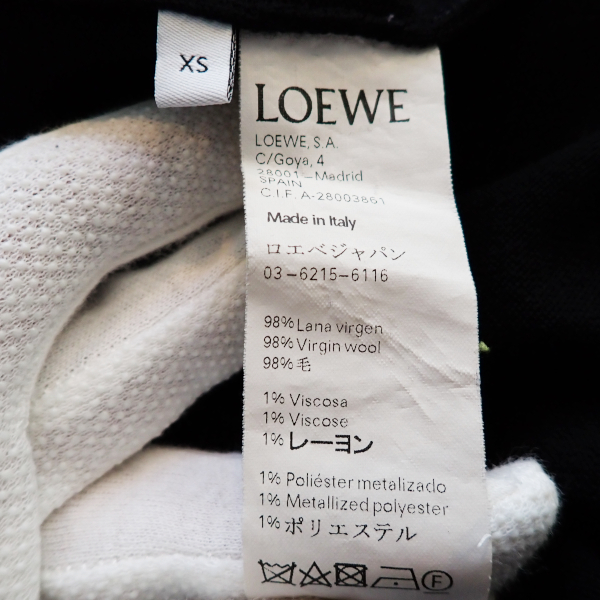 XS
LOEWE
LOEWE, S.A.
C/Goya, 4
28001-Madrid
SPAIN
C.I.F. A-28003861
Made in Italy
ロエベジャパン
03-6215-6116
98% Lana virgen
98% Virgin wool
98% 毛
1% Viscosa
1% Viscose
1% レーヨン
1% Poliéster metalizado
1% Metallized polyester
1% ポリエステル
F